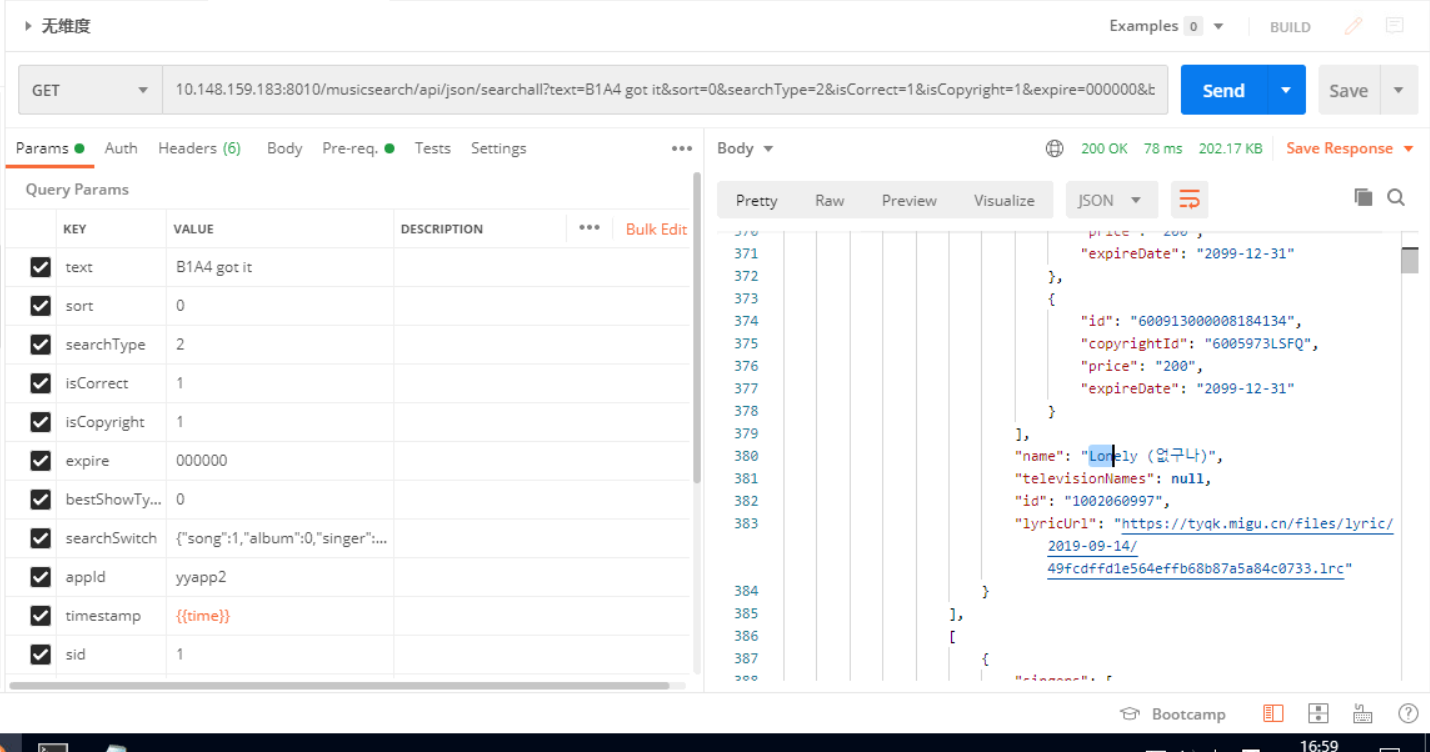 无维度
Examples 0
BUILD
GET
10.148.159.183:8010/musicsearch/api/json/searchall?text=B1A4 got it&sort=0&searchType=2&isCorrect=1&isCopyright=1&expire=000000&b
Send
Save
Params
Auth
Headers (6)
Body
Pre-req.
Tests
Settings
Body
200 OK
78 ms
202.17 KB
Save Response
Query Params
Pretty
Raw
Preview
Visualize
JSON
KEY
VALUE
DESCRIPTION
Bulk Edit
text B1A4 got it
sort 0
searchType 2
isCorrect 1
isCopyright 1
expire 000000
bestShowTy... 0
searchSwitch {"song":1,"album":0,"singer":...
appId yyapp2
timestamp {{time}}
sid 1
370 "price": "200",
371 "expireDate": "2099-12-31"
372 },
373 {
374 "id": "600913000008184134",
375 "copyrightId": "6005973LSFQ",
376 "price": "200",
377 "expireDate": "2099-12-31"
378 }
379 ],
380 "name": "Lonely (없구나)",
381 "televisionNames": null,
382 "id": "1002060997",
383 "lyricUrl": "https://tyqk.migu.cn/files/lyric/
2019-09-14/
49fcdffd1e564effb68b87a5a84c0733.lrc"
384 }
385 ],
386 [
387 {
388 "singers": [
Bootcamp
16:59